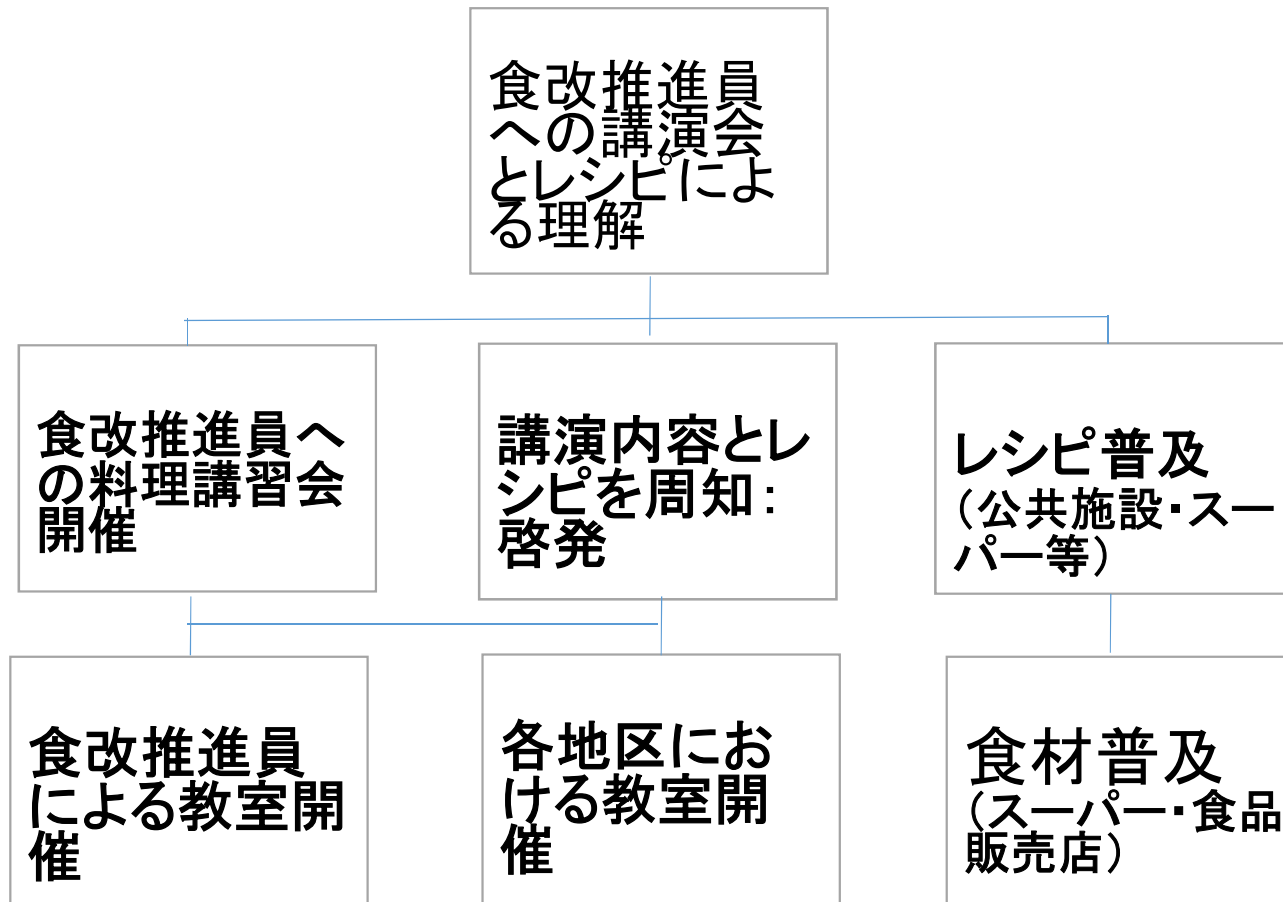 食改推進員
への講演会
とレシピによ
る理解
食改推進員へ
の料理講習会
開催
講演内容とレ
シピを周知：
啓発
レシピ普及
（公共施設・スー
パー等）
食改推進員
による教室開
催
各地区にお
ける教室開
催
食材普及
（スーパー・食品
販売店）